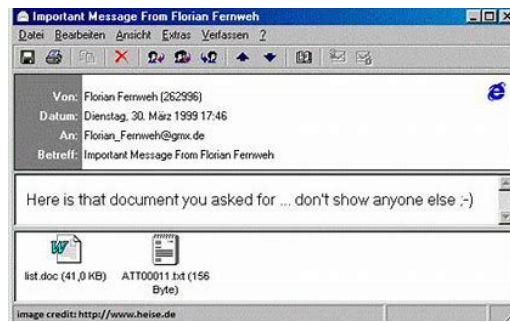 Important Message From Florian Fernweh
Datei Bearbeiten Ansicht Extras Verfassen ?
Von: Florian Fernweh (262996)
Datum: Dienstag, 30. März 1999 17:46
An: Florian_Fernweh@gmx.de
Betreff: Important Message From Florian Fernweh
Here is that document you asked for ... don't show anyone else ;-)
list.doc (41,0 KB) ATT00011.txt (156
Byte)
image credit: http://www.heise.de